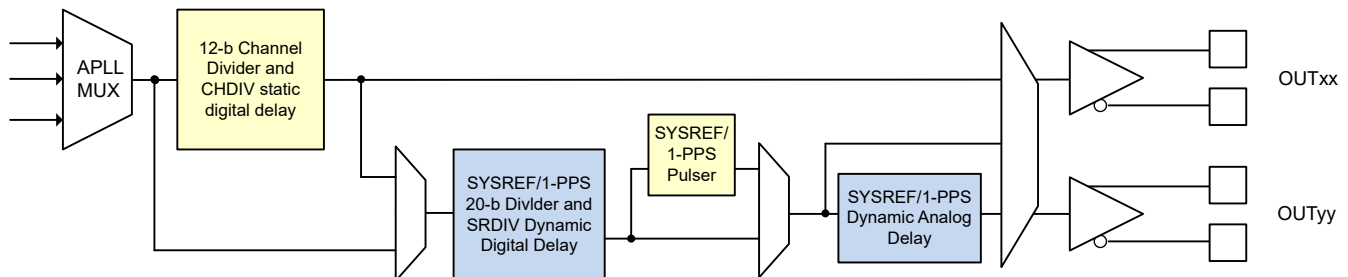 APLL
MUX
12-b Channel
Divider and
CHDIV static
digital delay
SYSREF/1-PPS
20-b DivIder and
SRDIV Dynamic
Digital Delay
SYSREF/
1-PPS
Pulser
SYSREF/1-PPS
Dynamic Analog
Delay
OUTxx
OUTyy